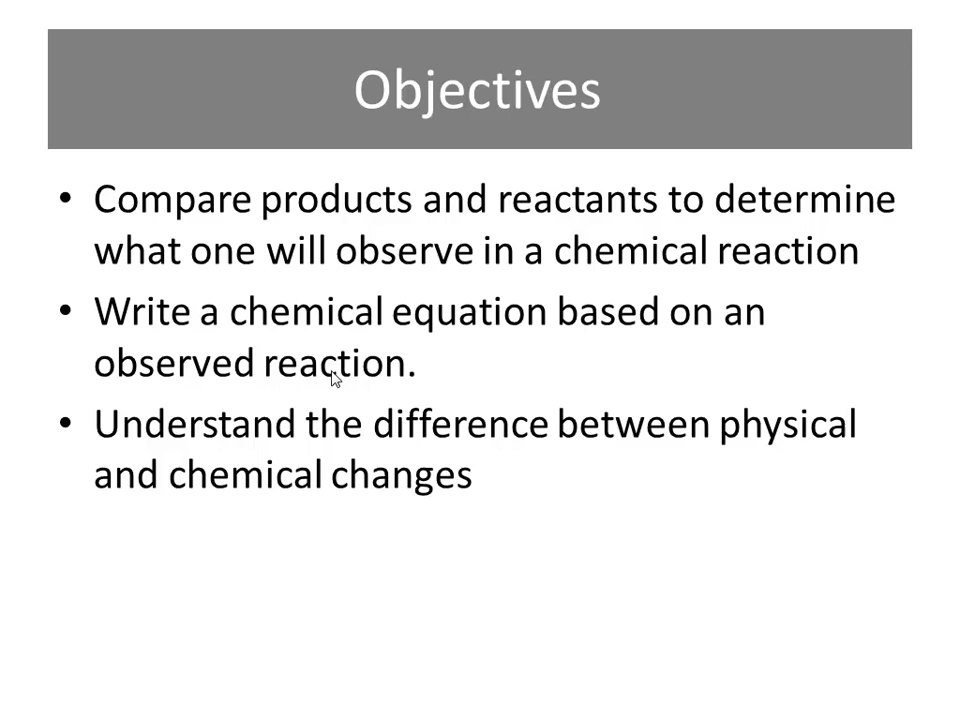 Objectives
• Compare products and reactants to determine
what one will observe in a chemical reaction
• Write a chemical equation based on an
observed reaction.
• Understand the difference between physical
and chemical changes